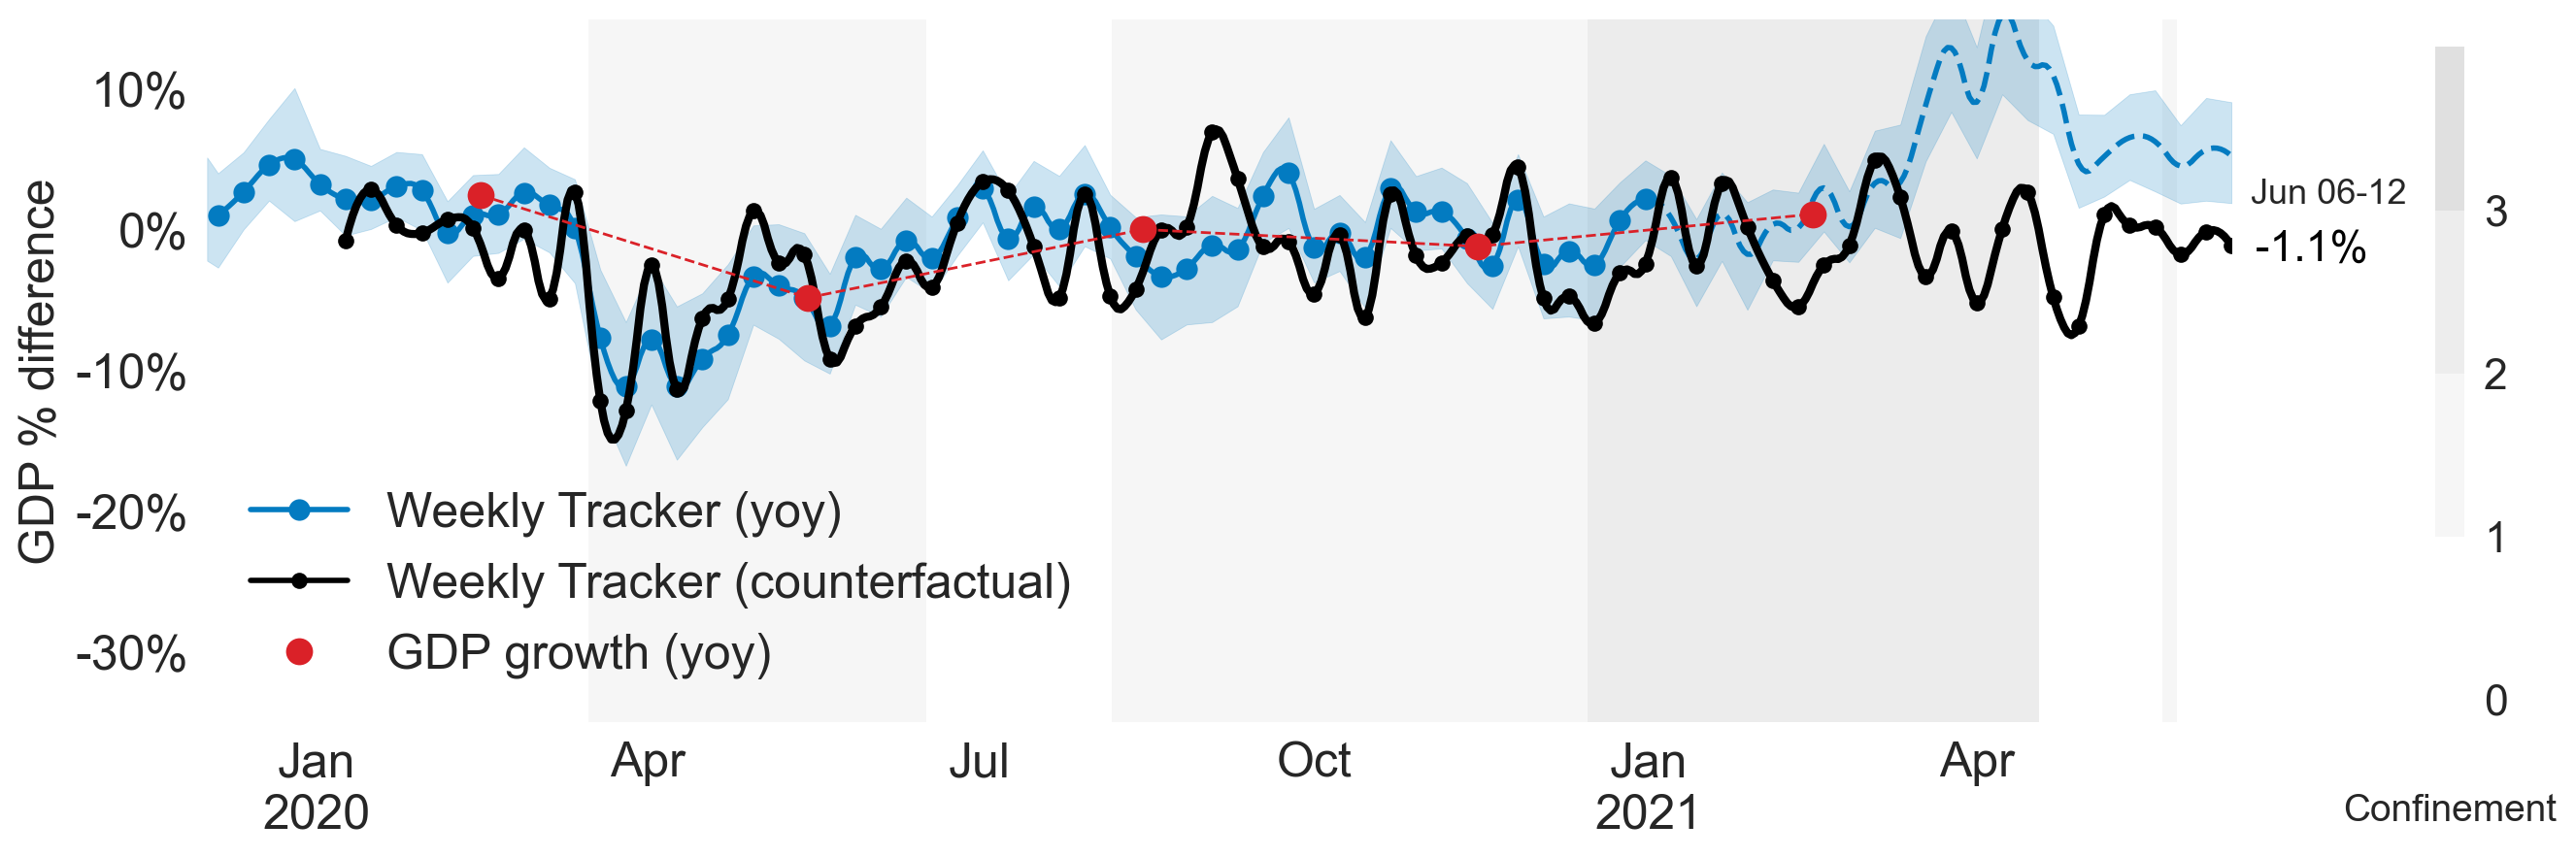 GDP % difference
10%
0%
-10%
-20%
-30%
Weekly Tracker (yoy)
Weekly Tracker (counterfactual)
GDP growth (yoy)
Jun 06-12
-1.1%
3
2
1
0
Jan
2020
Apr
Jul
Oct
Jan
2021
Apr
Confinement